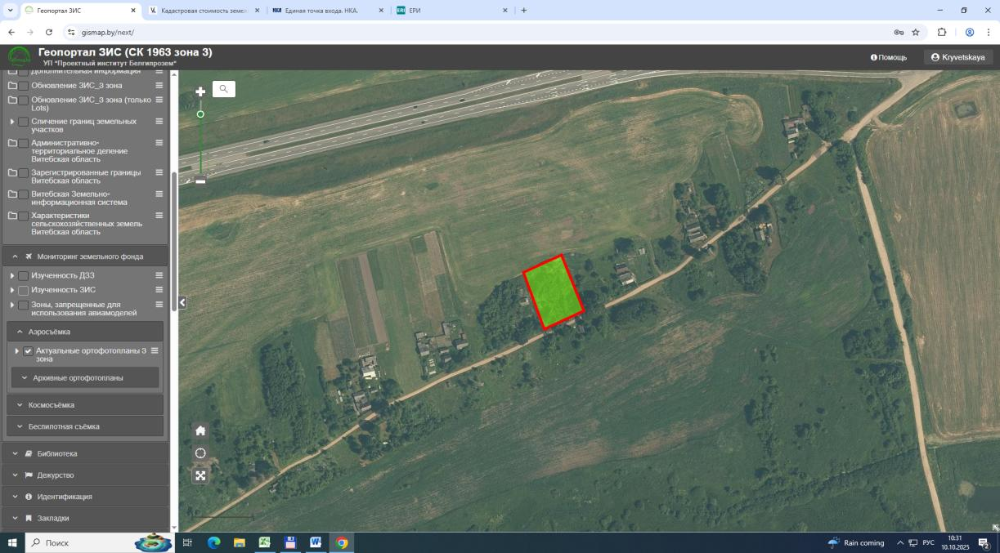 Геопортал ЗИС
Кадастровая стоимость земель
Единая точка входа. НКА.
ЕРИ
gismap.by/next/
Геопортал ЗИС (СК 1963 зона 3)
УП "Проектный институт Белгипрозем"
Помощь
Kryvetskaya
Дополнительная информация
Обновление ЗИС_3 зона
Обновление ЗИС_3 зона (только
Lots)
Сличение границ земельных
участков
Административно-
территориальное деление
Витебская область
Зарегистрированные границы
Витебская область
Витебская Земельно-
информационная система
Характеристики
сельскохозяйственных земель
Витебская область
Мониторинг земельного фонда
Изученность ДЗЗ
Изученность ЗИС
Зоны, запрещенные для
использования авиамоделей
Аэросъёмка
Актуальные ортофотопланы 3
зона
Архивные ортофотопланы
Космосъёмка
Беспилотная съёмка
Библиотека
Дежурство
Идентификация
Закладки
Поиск
Rain coming
РУС
10:31
10.10.2025
2